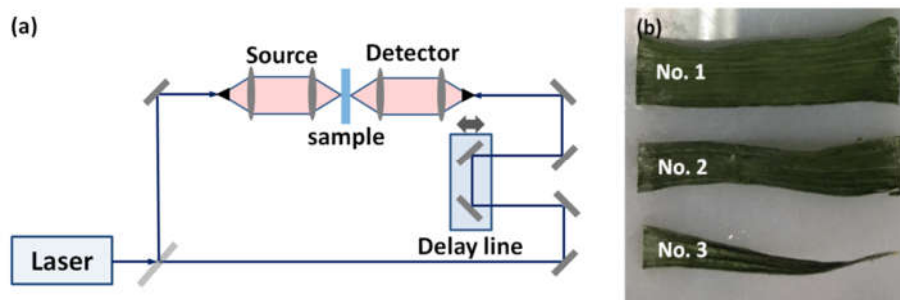 (a)
Source
Detector
sample
Delay line
Laser
(b)
No. 1
No. 2
No. 3